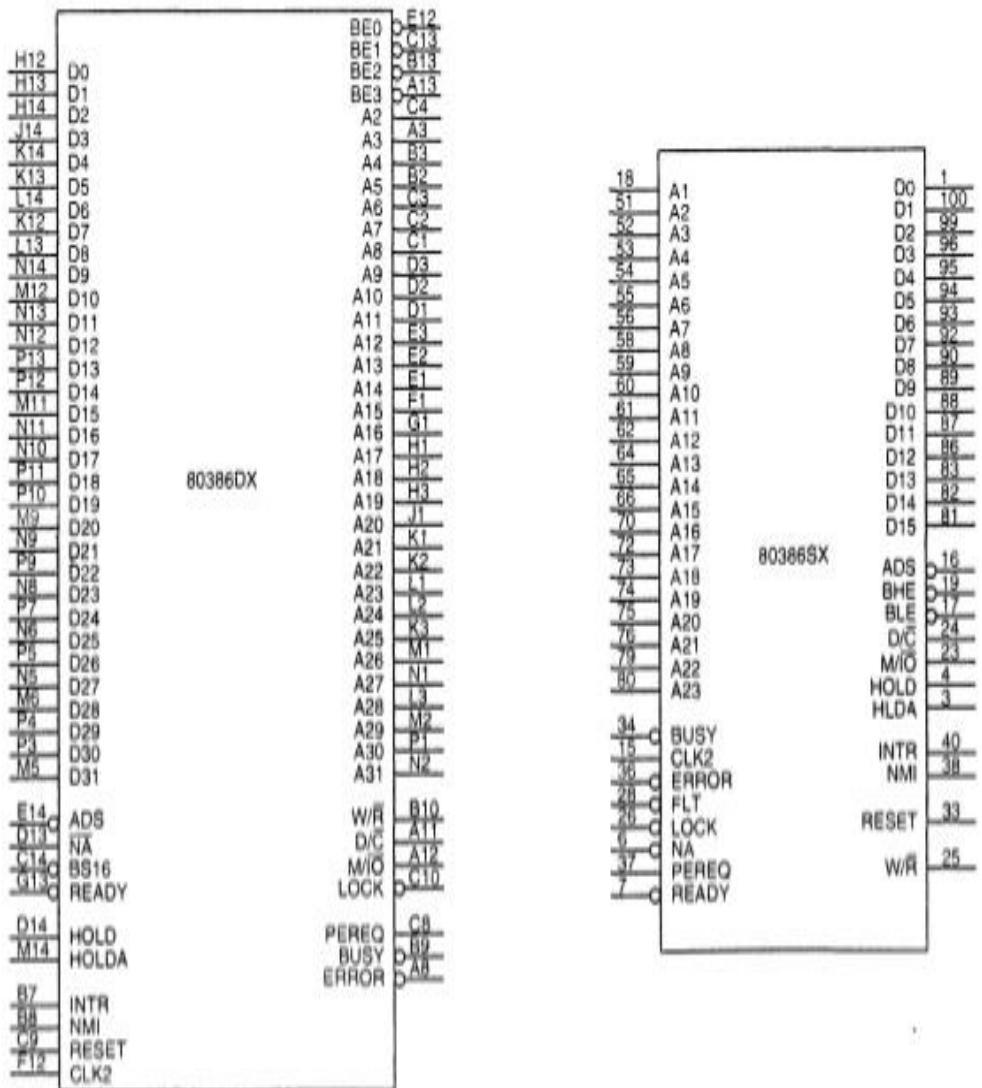 H12 D0
H13 D1
H14 D2
J14 D3
K14 D4
K13 D5
L14 D6
K12 D7
L13 D8
N14 D9
M12 D10
N13 D11
N12 D12
P13 D13
P12 D14
M11 D15
N11 D16
N10 D17
P11 D18
P10 D19
M9 D20
N9 D21
P9 D22
N8 D23
P7 D24
N6 D25
P5 D26
N5 D27
M6 D28
P4 D29
P3 D30
M5 D31
E14 ADS
D13 N̅A̅
C14 BS16
G13 READY
D14 HOLD
M14 HOLDA
B7 INTR
B8 NMI
C9 RESET
F12 CLK2
80386DX
BE0 E12
BE1 C13
BE2 B13
BE3 A13
A2 C4
A3 A3
A4 B3
A5 B2
A6 C3
A7 C2
A8 C1
A9 D3
A10 D2
A11 D1
A12 E3
A13 E2
A14 E1
A15 F1
A16 G1
A17 H1
A18 H2
A19 H3
A20 J1
A21 K1
A22 K2
A23 L1
A24 L2
A25 K3
A26 M1
A27 N1
A28 L3
A29 M2
A30 P1
A31 N2
W/R̅ B10
D/C̅ A11
M/I̅O̅ A12
LOCK C10
PEREQ C8
BUSY B9
ERROR A8
18 A1
51 A2
52 A3
53 A4
54 A5
55 A6
56 A7
58 A8
59 A9
60 A10
61 A11
62 A12
64 A13
65 A14
66 A15
70 A16
72 A17
73 A18
74 A19
75 A20
76 A21
79 A22
80 A23
34 BUSY
15 CLK2
36 ERROR
28 FLT
26 LOCK
6 NA
37 PEREQ
7 READY
80386SX
D0 1
D1 100
D2 99
D3 96
D4 95
D5 94
D6 93
D7 92
D8 90
D9 89
D10 88
D11 87
D12 86
D13 83
D14 82
D15 81
ADS 16
BHE 19
BLE 17
D/C̅ 24
M/I̅O̅ 23
HOLD 4
HLDA 3
INTR 40
NMI 38
RESET 33
W/R̅ 25